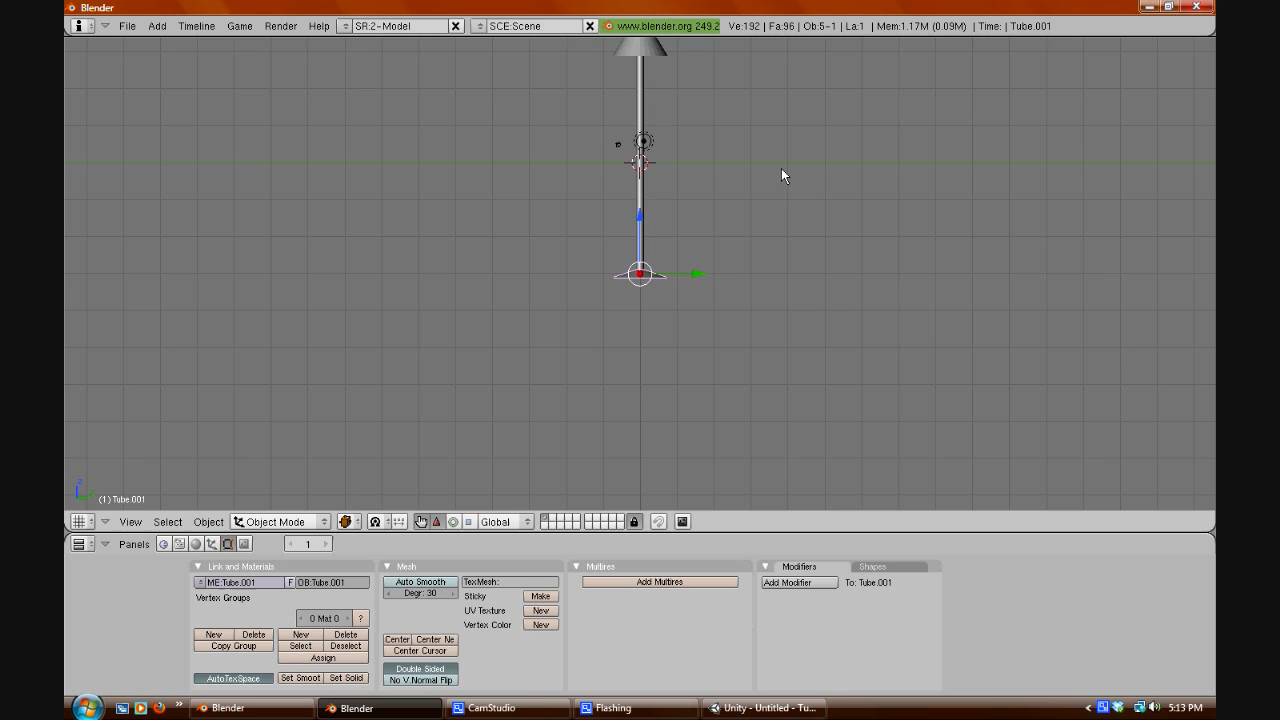 Blender
File Add Timeline Game Render Help SR:2-Model SCE:Scene www.blender.org 249.2 Ve:192 | Fa:96 | Ob:5-1 | La:1 | Mem:1.17M (0.09M) | Time: | Tube.001
(1) Tube.001
View Select Object Object Mode Global
Panels 1
Link and Materials Mesh Multires Modifiers Shapes
ME:Tube.001 F OB:Tube.001 Auto Smooth TexMesh: Add Multires Add Modifier To: Tube.001
Vertex Groups Degr: 30 Sticky Make
UV Texture New
0 Mat 0 ? Vertex Color New
New Delete New Delete Center Center Ne
Copy Group Select Deselect Center Cursor
Assign
Double Sided
AutoTexSpace Set Smoot Set Solid No V.Normal Flip
Blender Blender CamStudio Flashing Unity - Untitled - Tu... 5:13 PM